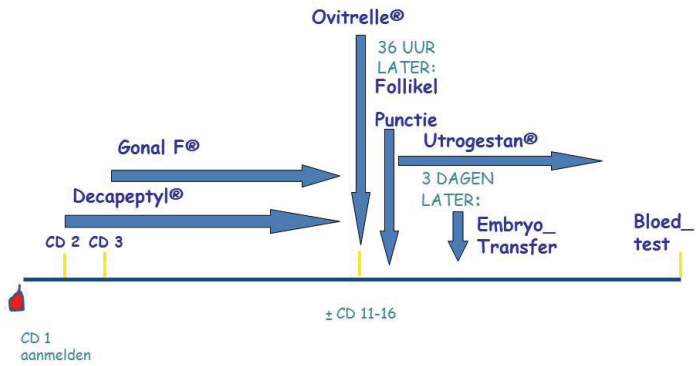 Ovitrelle®
36 UUR
LATER:
Follikel
Punctie
Gonal F®
Utrogestan®
Decapeptyl®
3 DAGEN
LATER:
Embryo_
Transfer
Bloed_
test
CD 2 CD 3
± CD 11-16
CD 1
aanmelden